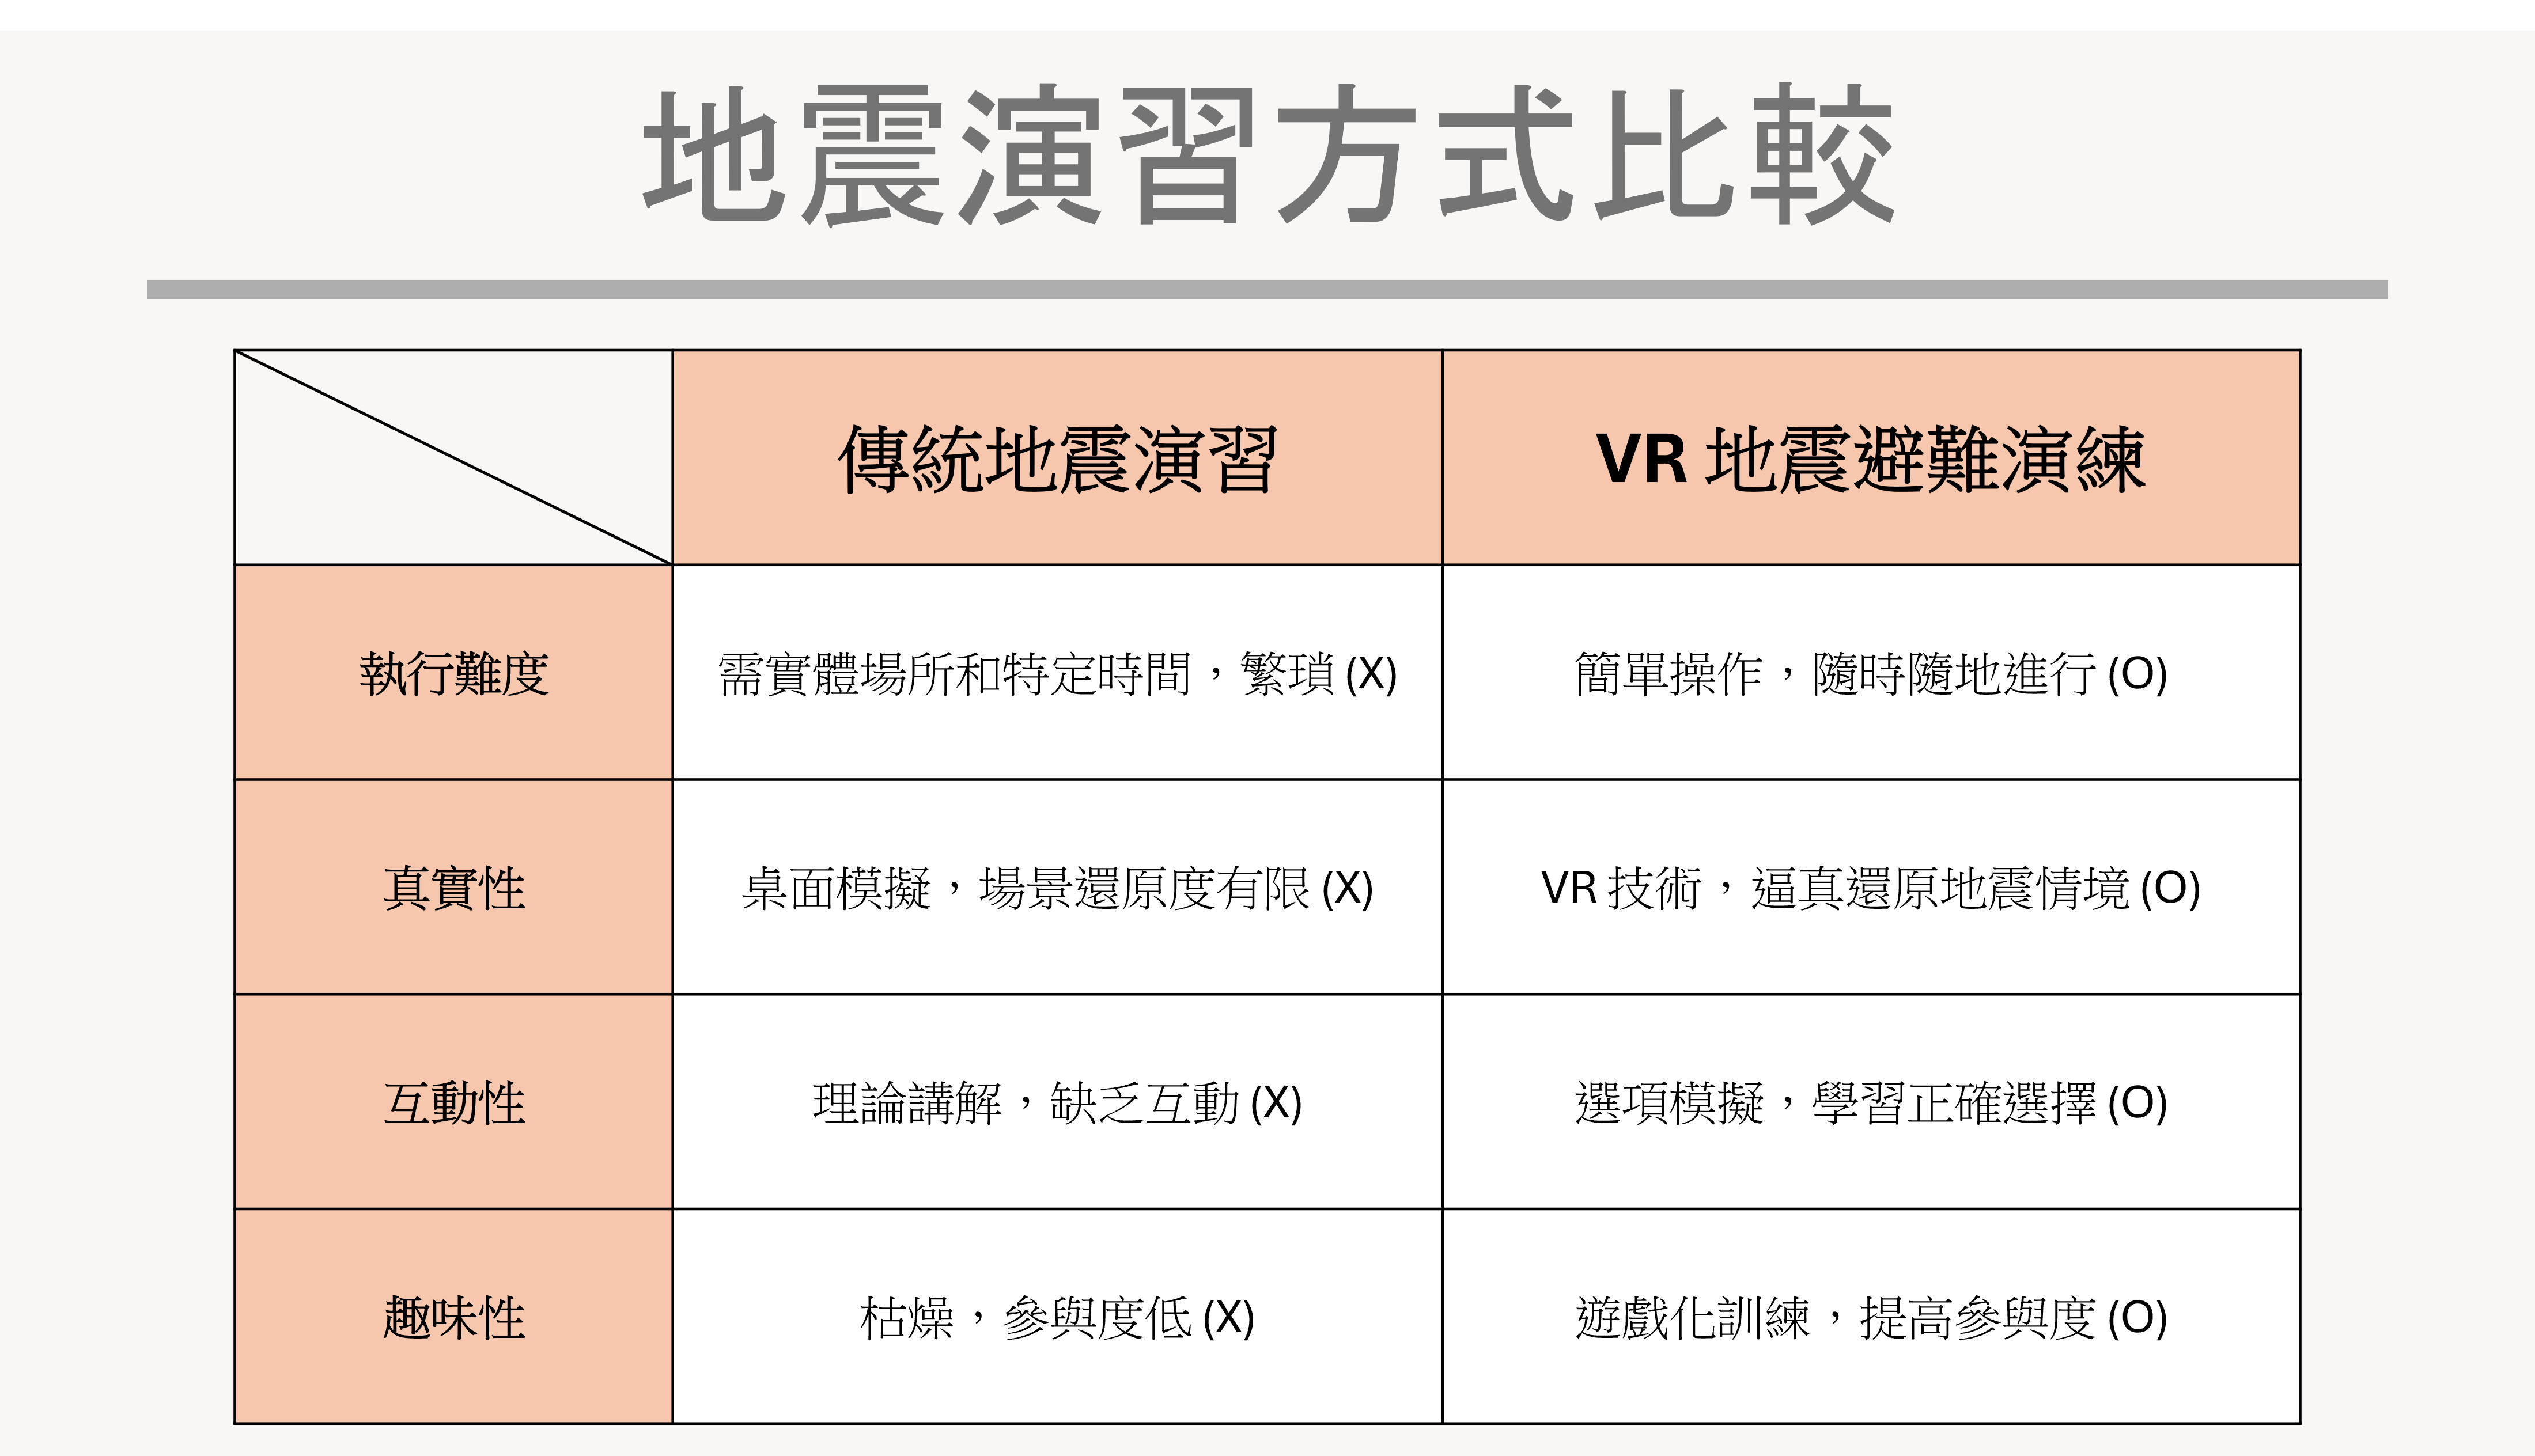 地震演習方式比較
傳統地震演習
VR 地震避難演練
執行難度
需實體場所和特定時間，繁瑣 (X)
簡單操作，隨時隨地進行 (O)
真實性
桌面模擬，場景還原度有限 (X)
VR 技術，逼真還原地震情境 (O)
互動性
理論講解，缺乏互動 (X)
選項模擬，學習正確選擇 (O)
趣味性
枯燥，參與度低 (X)
遊戲化訓練，提高參與度 (O)